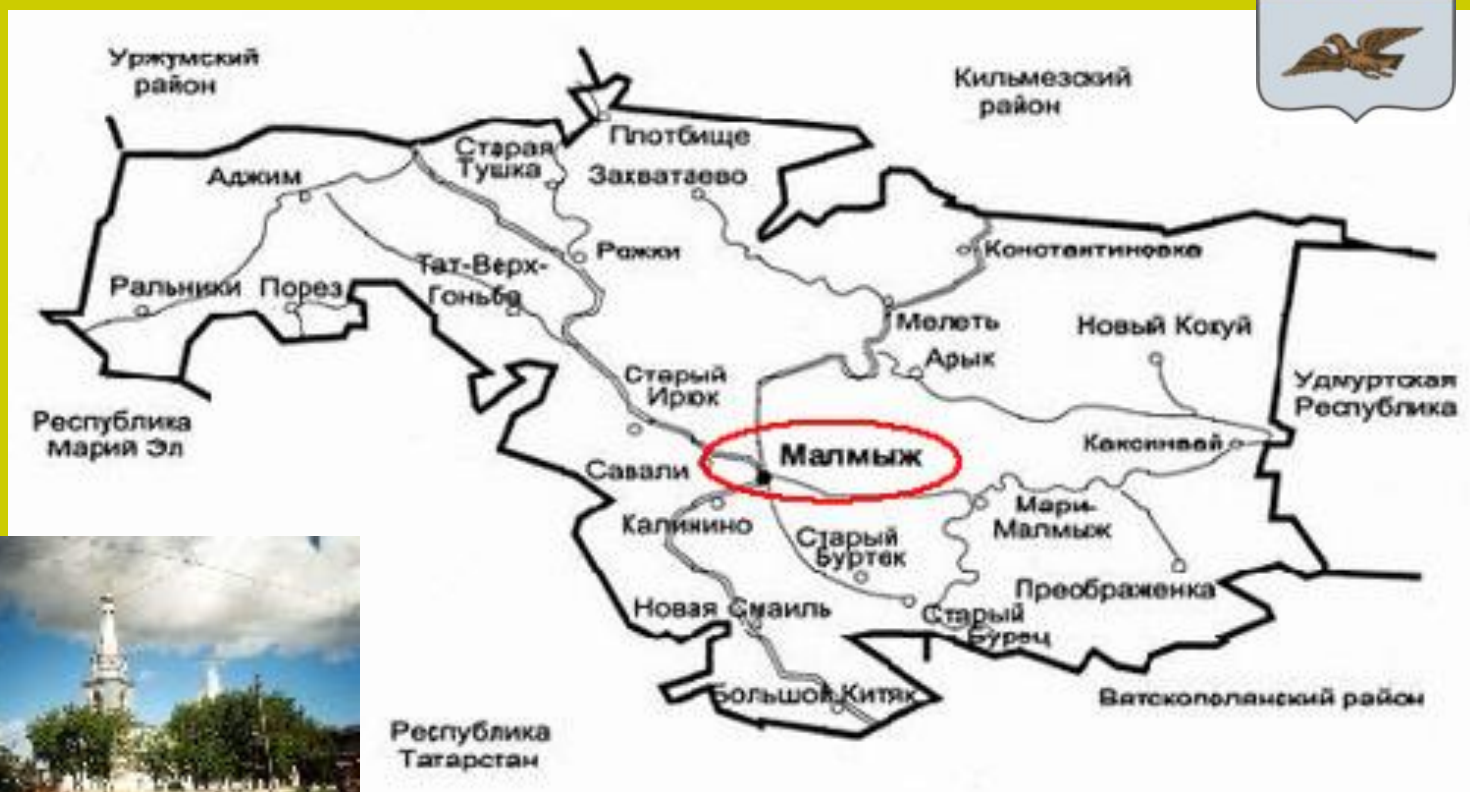 Уржумский
район
Кильмезский
район
Плотбище
Старая
Тушка
Захватаево
Аджим
Рожки
Константиновка
Тат-Верх-
Гоньба
Ральники
Порез
Мелеть
Новый Кокуй
Арык
Старый
Ирюк
Удмуртская
Республика
Республика
Марий Эл
Каксинвай
Малмыж
Савали
Калинино
Мари-
Малмыж
Старый
Буртек
Преображенка
Новая Смаиль
Старый
Бурец
Большой Китяк
Вятскополянский район
Республика
Татарстан